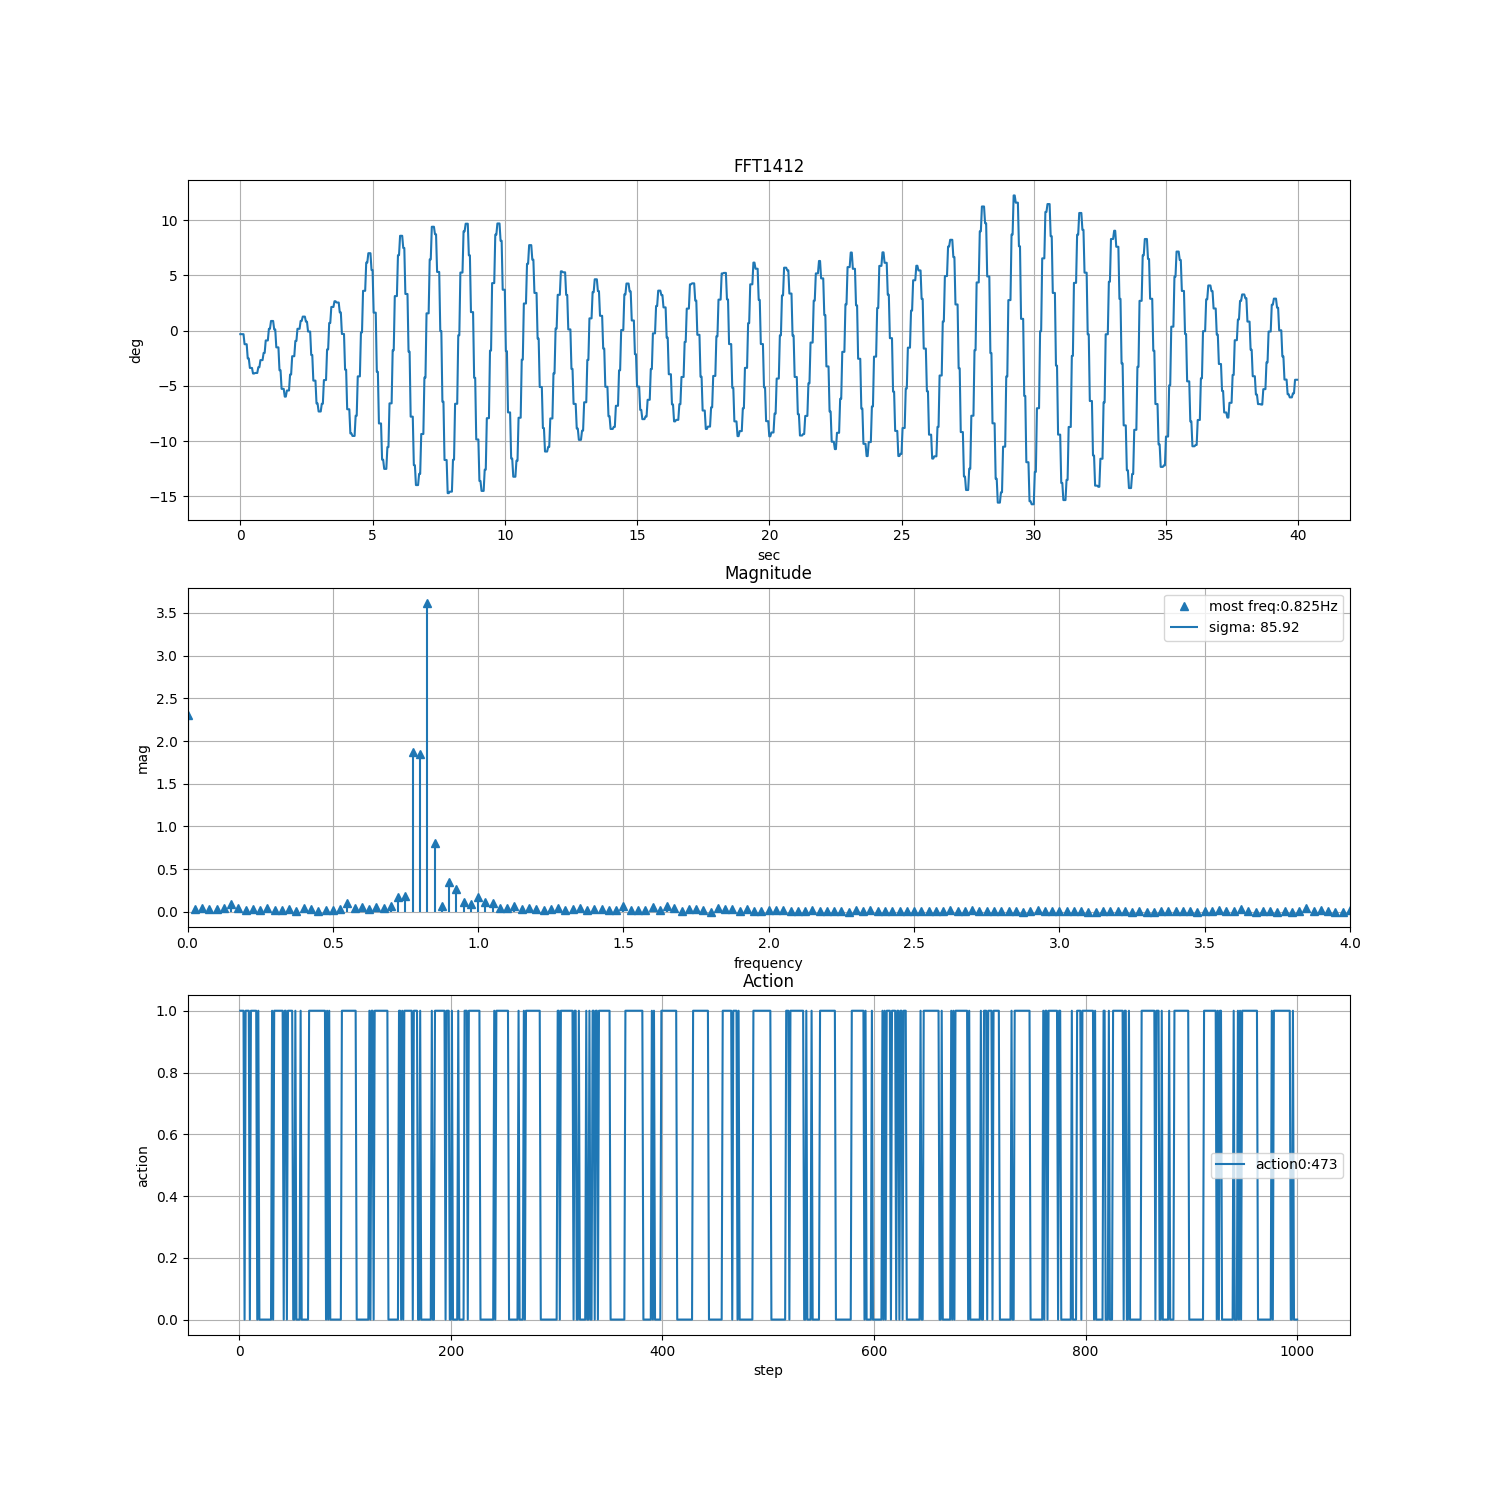 FFT1412
10
5
0
−5
−10
−15
deg
0 5 10 15 20 25 30 35 40
sec
Magnitude
3.5
3.0
2.5
2.0
1.5
1.0
0.5
0.0
mag
most freq:0.825Hz
sigma: 85.92
0.0 0.5 1.0 1.5 2.0 2.5 3.0 3.5 4.0
frequency
Action
1.0
0.8
0.6
0.4
0.2
0.0
action
action0:473
0 200 400 600 800 1000
step